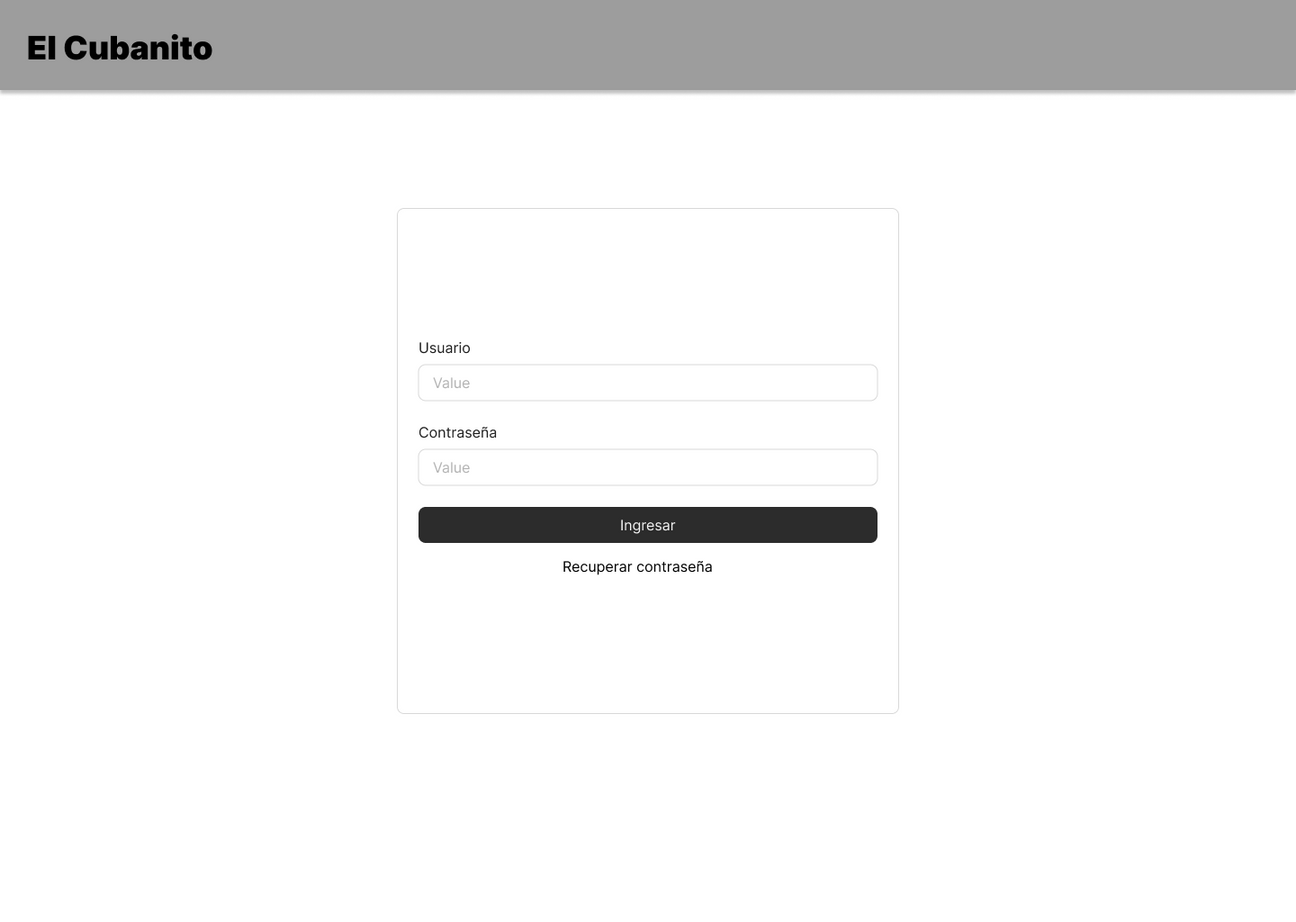 El Cubanito
Usuario
Value
Contraseña
Value
Ingresar
Recuperar contraseña